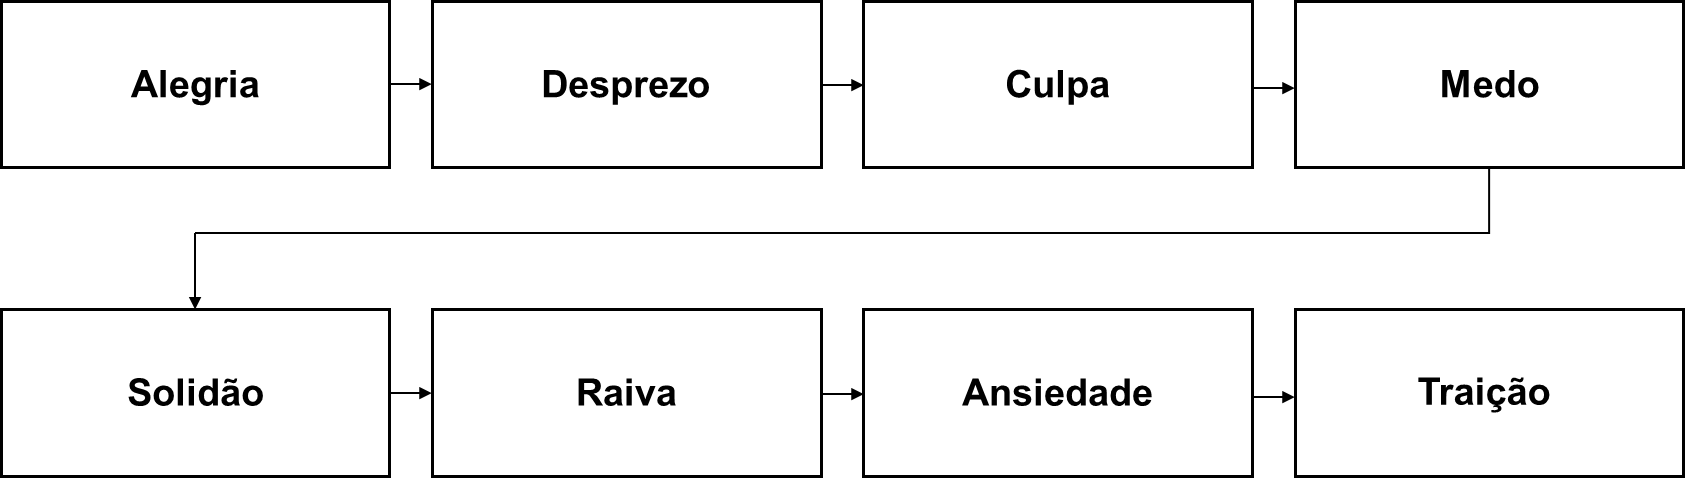 Alegria
Desprezo
Culpa
Medo
Solidão
Raiva
Ansiedade
Traição